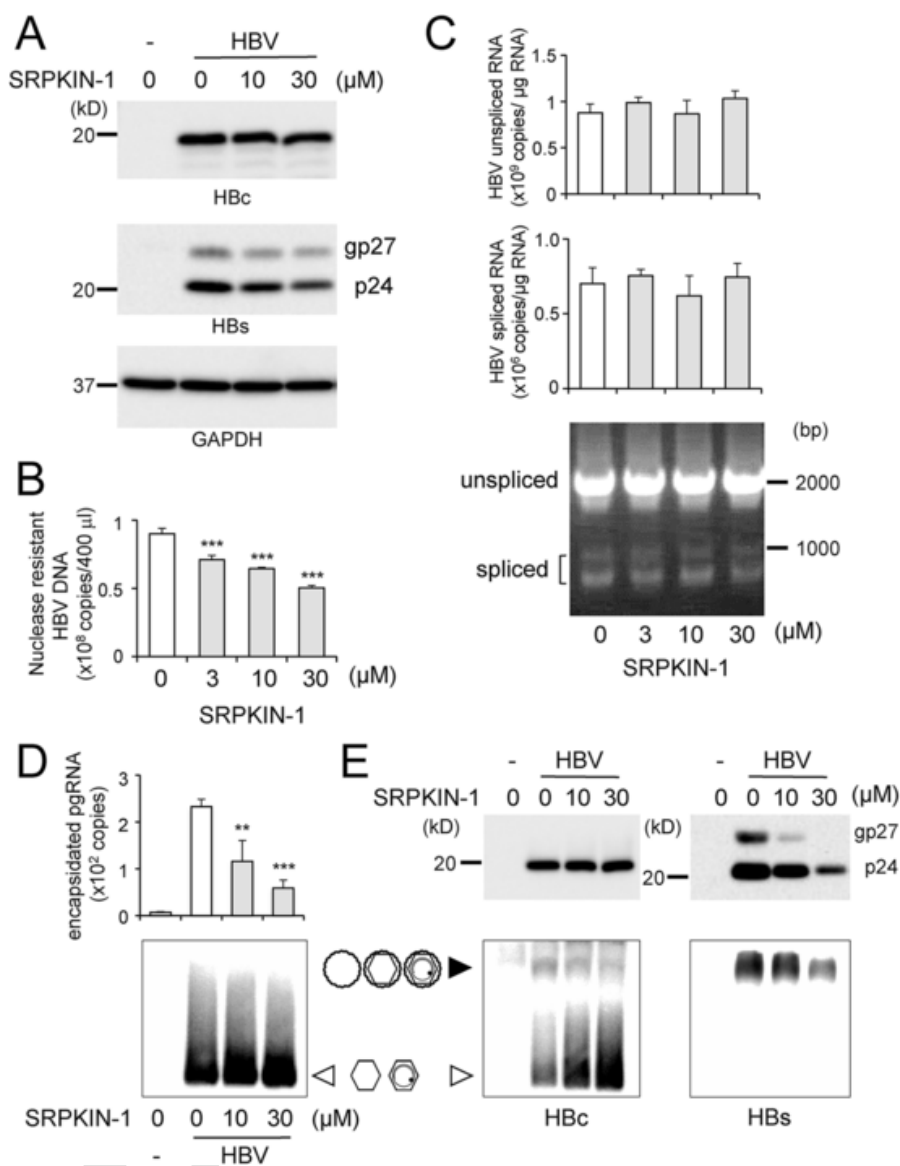 A
- HBV
SRPKIN-1 0 0 10 30 (µM)
(kD)
20
HBc
gp27
20 p24
HBs
37
GAPDH
B
Nuclease resistant
HBV DNA
(x10⁸ copies/400 µl)
1
0.5
0
*** *** ***
0 3 10 30 (µM)
SRPKIN-1
C
HBV unspliced RNA
(x10⁹ copies/ µg RNA)
1.5
1
0.5
0
HBV spliced RNA
(x10⁶ copies/µg RNA)
1.0
0.5
0
(bp)
unspliced 2000
1000
spliced
0 3 10 30 (µM)
SRPKIN-1
D
encapsidated pgRNA
(x10² copies)
3
2
1
0
** ***
SRPKIN-1 0 0 10 30 (µM)
- HBV
E
- HBV
SRPKIN-1 0 0 10 30
(kD)
20
HBc
- HBV
0 0 10 30 (µM)
(kD)
gp27
20 p24
HBs